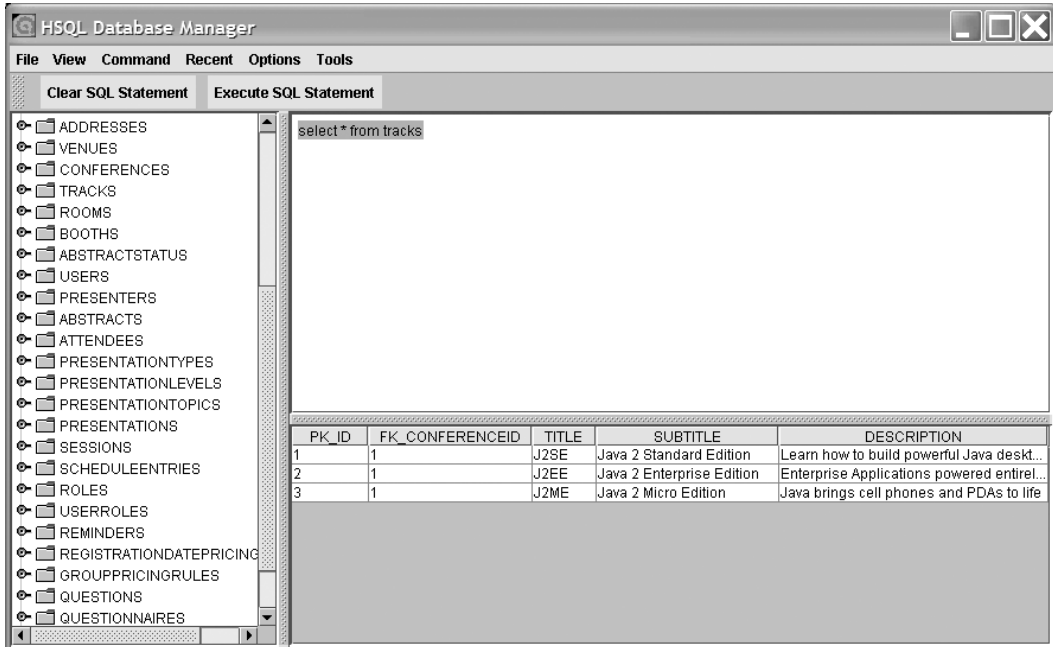 HSQL Database Manager
File View Command Recent Options Tools
Clear SQL Statement Execute SQL Statement
ADDRESSES
VENUES
CONFERENCES
TRACKS
ROOMS
BOOTHS
ABSTRACTSTATUS
USERS
PRESENTERS
ABSTRACTS
ATTENDEES
PRESENTATIONTYPES
PRESENTATIONLEVELS
PRESENTATIONTOPICS
PRESENTATIONS
SESSIONS
SCHEDULEENTRIES
ROLES
USERROLES
REMINDERS
REGISTRATIONDATEPRICING
GROUPPRICINGRULES
QUESTIONS
QUESTIONNAIRES
select * from tracks
PK_ID FK_CONFERENCEID TITLE SUBTITLE DESCRIPTION
1 1 J2SE Java 2 Standard Edition Learn how to build powerful Java deskt...
2 1 J2EE Java 2 Enterprise Edition Enterprise Applications powered entirel...
3 1 J2ME Java 2 Micro Edition Java brings cell phones and PDAs to life